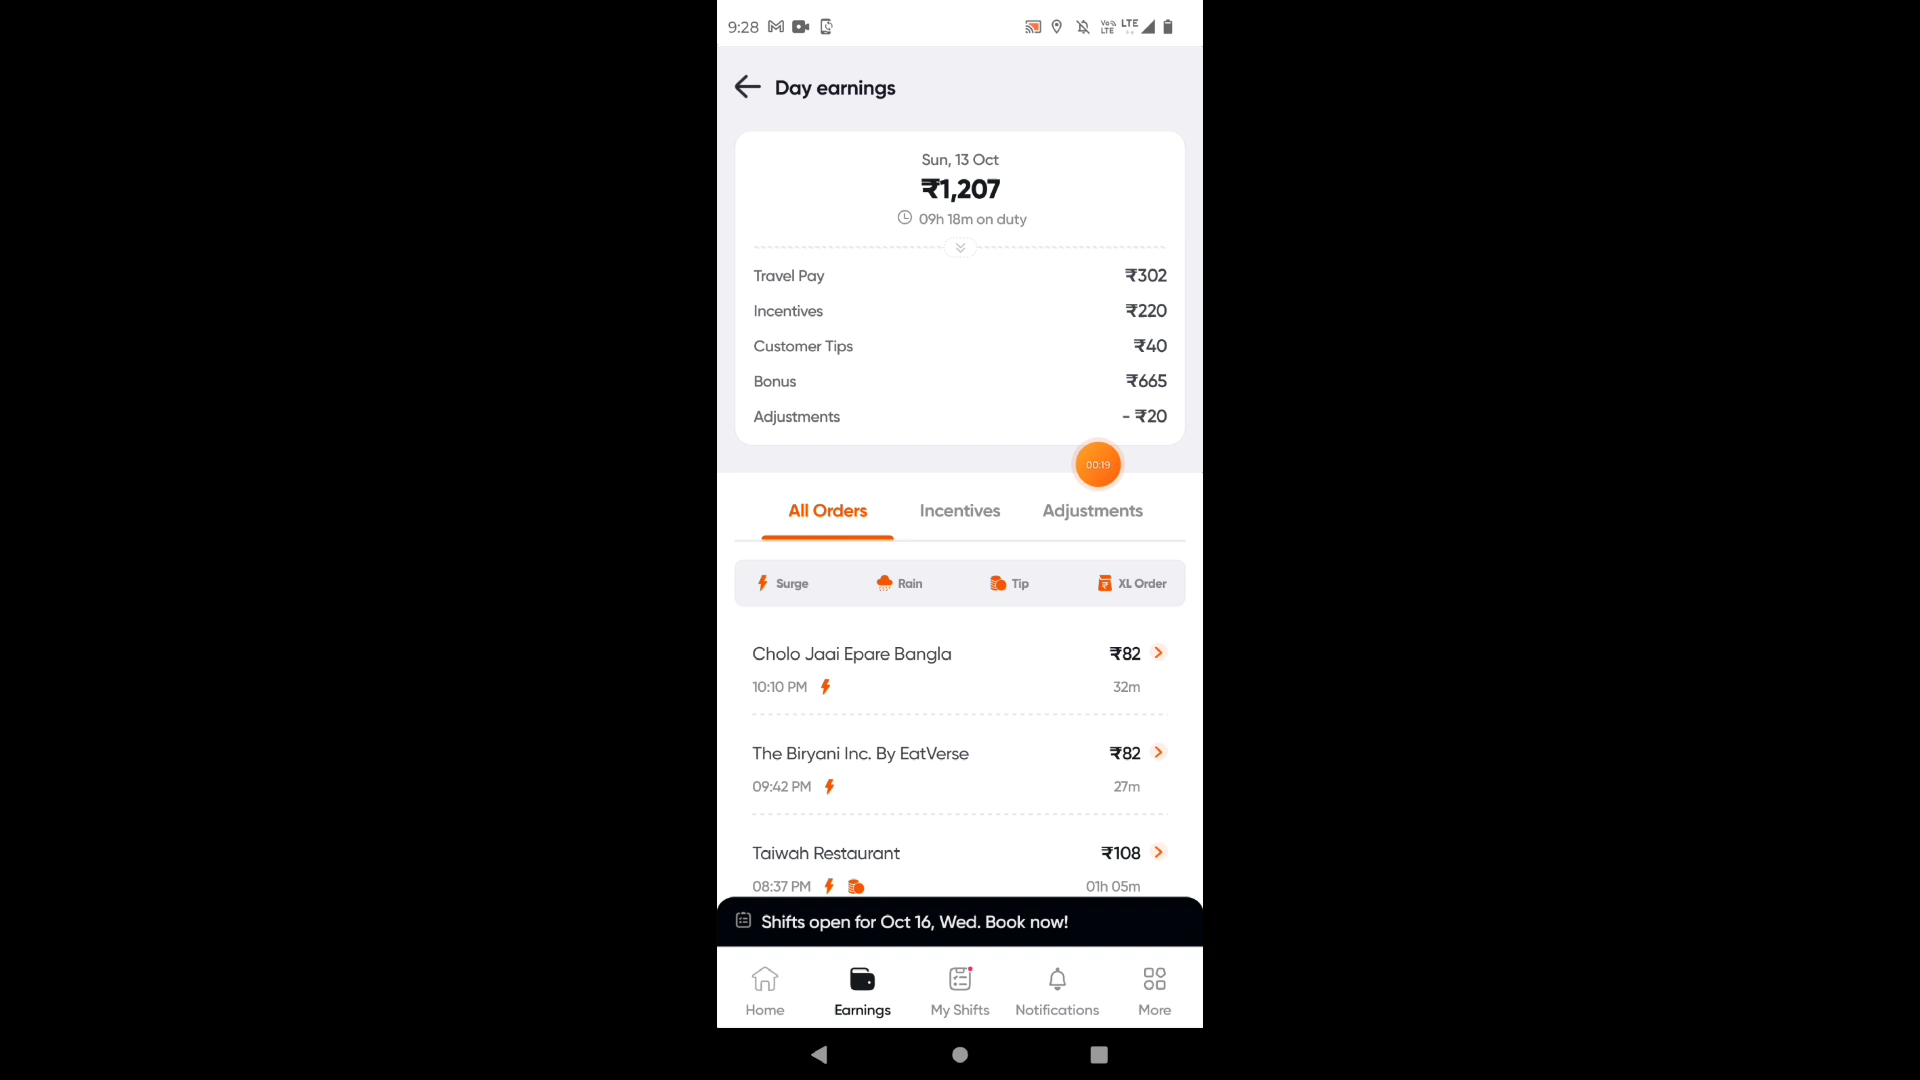 9:28
Vo LTE LTE
Day earnings
Sun, 13 Oct
₹1,207
09h 18m on duty
Travel Pay ₹302
Incentives ₹220
Customer Tips ₹40
Bonus ₹665
Adjustments - ₹20
00:19
All Orders Incentives Adjustments
Surge Rain Tip XL Order
Cholo Jaai Epare Bangla ₹82
10:10 PM 32m
The Biryani Inc. By EatVerse ₹82
09:42 PM 27m
Taiwah Restaurant ₹108
08:37 PM 01h 05m
Shifts open for Oct 16, Wed. Book now!
Home Earnings My Shifts Notifications More